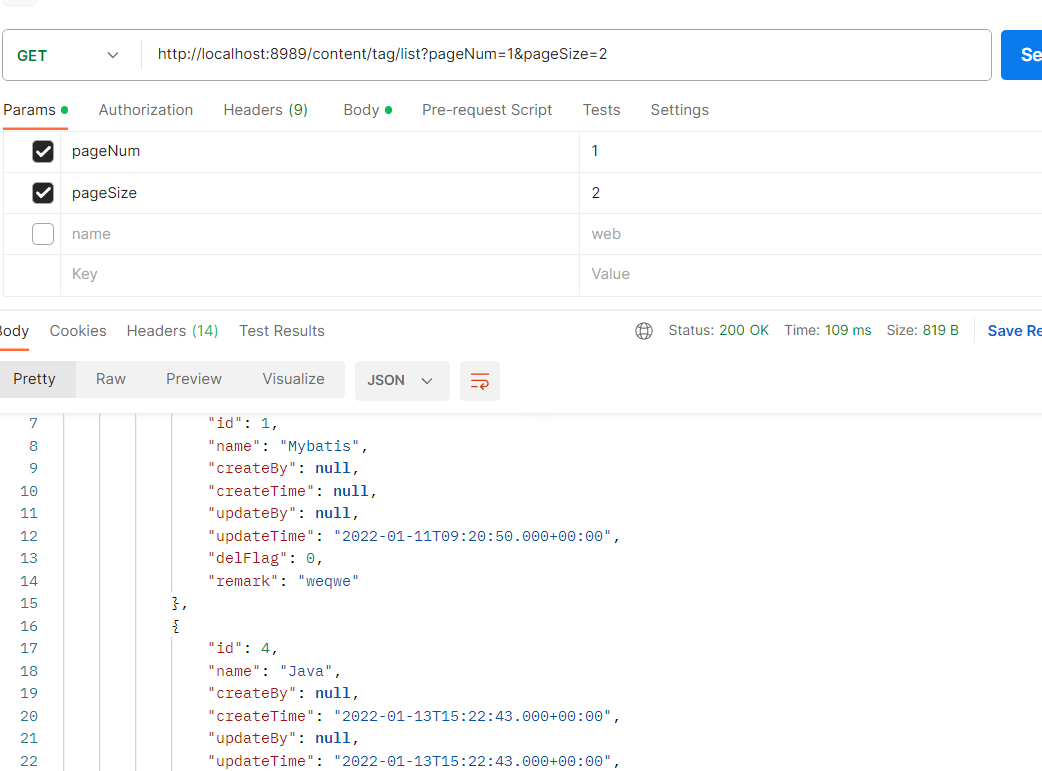 GET http://localhost:8989/content/tag/list?pageNum=1&pageSize=2
Params Authorization Headers (9) Body Pre-request Script Tests Settings
pageNum 1
pageSize 2
name web
Key Value
Body Cookies Headers (14) Test Results Status: 200 OK Time: 109 ms Size: 819 B Save Re
Pretty Raw Preview Visualize JSON
7 "id": 1,
8 "name": "Mybatis",
9 "createBy": null,
10 "createTime": null,
11 "updateBy": null,
12 "updateTime": "2022-01-11T09:20:50.000+00:00",
13 "delFlag": 0,
14 "remark": "weqwe"
15 },
16 {
17 "id": 4,
18 "name": "Java",
19 "createBy": null,
20 "createTime": "2022-01-13T15:22:43.000+00:00",
21 "updateBy": null,
22 "updateTime": "2022-01-13T15:22:43.000+00:00",